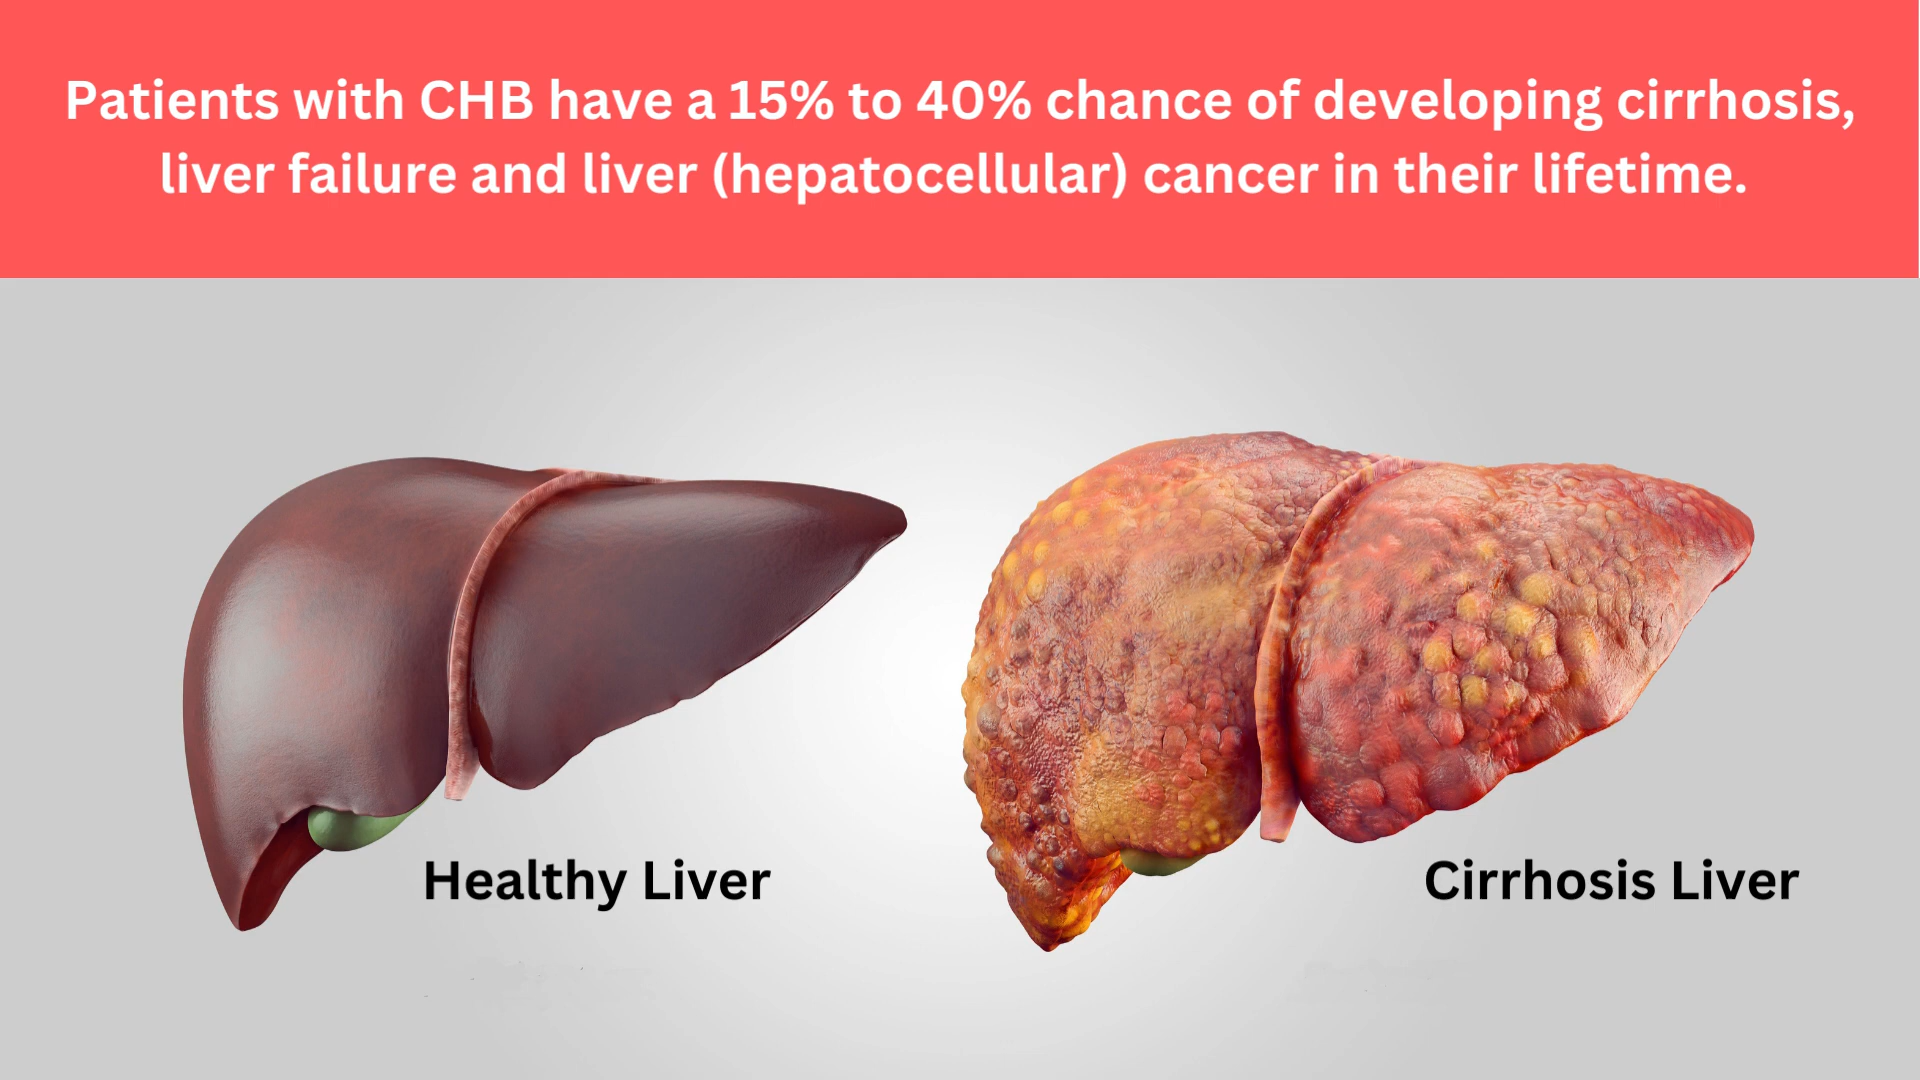 Patients with CHB have a 15% to 40% chance of developing cirrhosis,
liver failure and liver (hepatocellular) cancer in their lifetime.
Healthy Liver
Cirrhosis Liver